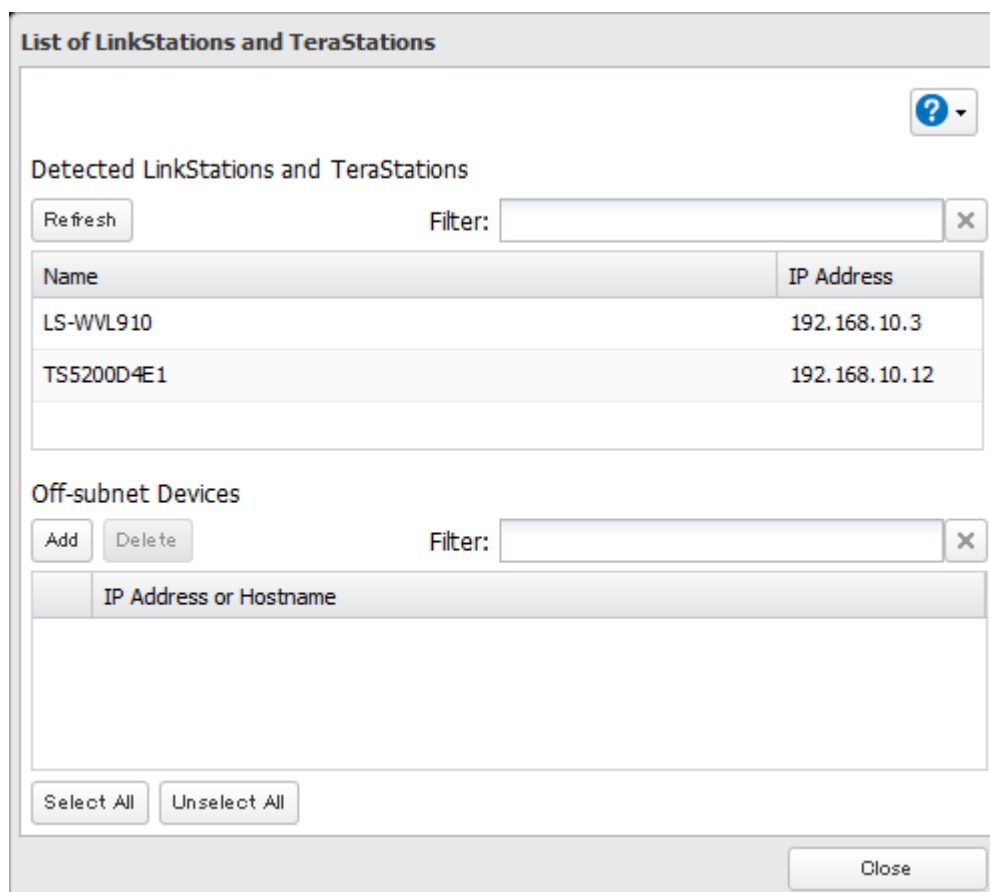 List of LinkStations and TeraStations
?
Detected LinkStations and TeraStations
Refresh Filter:
Name IP Address
LS-WVL910 192.168.10.3
TS5200D4E1 192.168.10.12
Off-subnet Devices
Add Delete Filter:
IP Address or Hostname
Select All Unselect All
Close